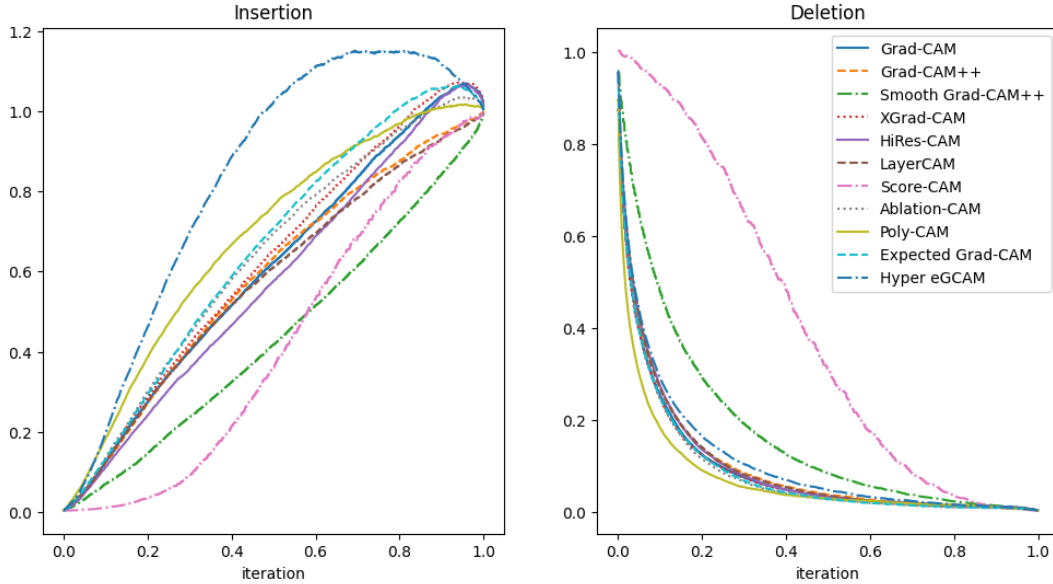 Insertion
1.2
1.0
0.8
0.6
0.4
0.2
0.0
0.0 0.2 0.4 0.6 0.8 1.0
iteration
Deletion
1.0
0.8
0.6
0.4
0.2
0.0
0.0 0.2 0.4 0.6 0.8 1.0
iteration
Grad-CAM
Grad-CAM++
Smooth Grad-CAM++
XGrad-CAM
HiRes-CAM
LayerCAM
Score-CAM
Ablation-CAM
Poly-CAM
Expected Grad-CAM
Hyper eGCAM